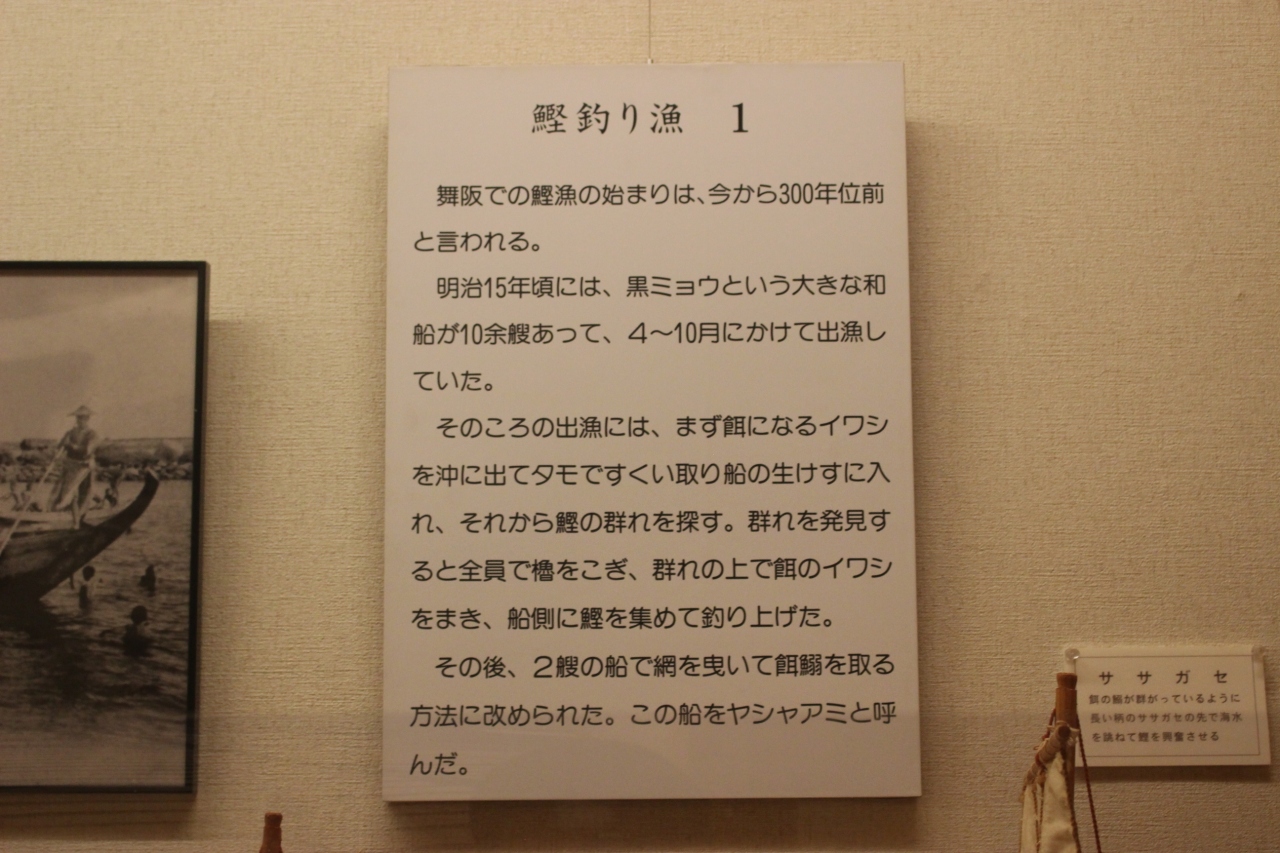 鰹釣り漁　1
舞阪での鰹漁の始まりは、今から300年位前
と言われる。
明治15年頃には、黒ミョウという大きな和
船が10余艘あって、4〜10月にかけて出漁し
ていた。
そのころの出漁には、まず餌になるイワシ
を沖に出てタモですくい取り船の生けすに入
れ、それから鰹の群れを探す。群れを発見す
ると全員で櫓をこぎ、群れの上で餌のイワシ
をまき、船側に鰹を集めて釣り上げた。
その後、2艘の船で網を曳いて餌鰯を取る
方法に改められた。この船をヤシャアミと呼
んだ。
ササガセ
餌の鰯が群がっているように
長い柄のササガセの先で海水
を跳ねて鰹を興奮させる